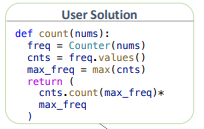 User Solution
def count(nums):
freq = Counter(nums)
cnts = freq.values()
max_freq = max(cnts)
return (
cnts.count(max_freq)*
max_freq
)